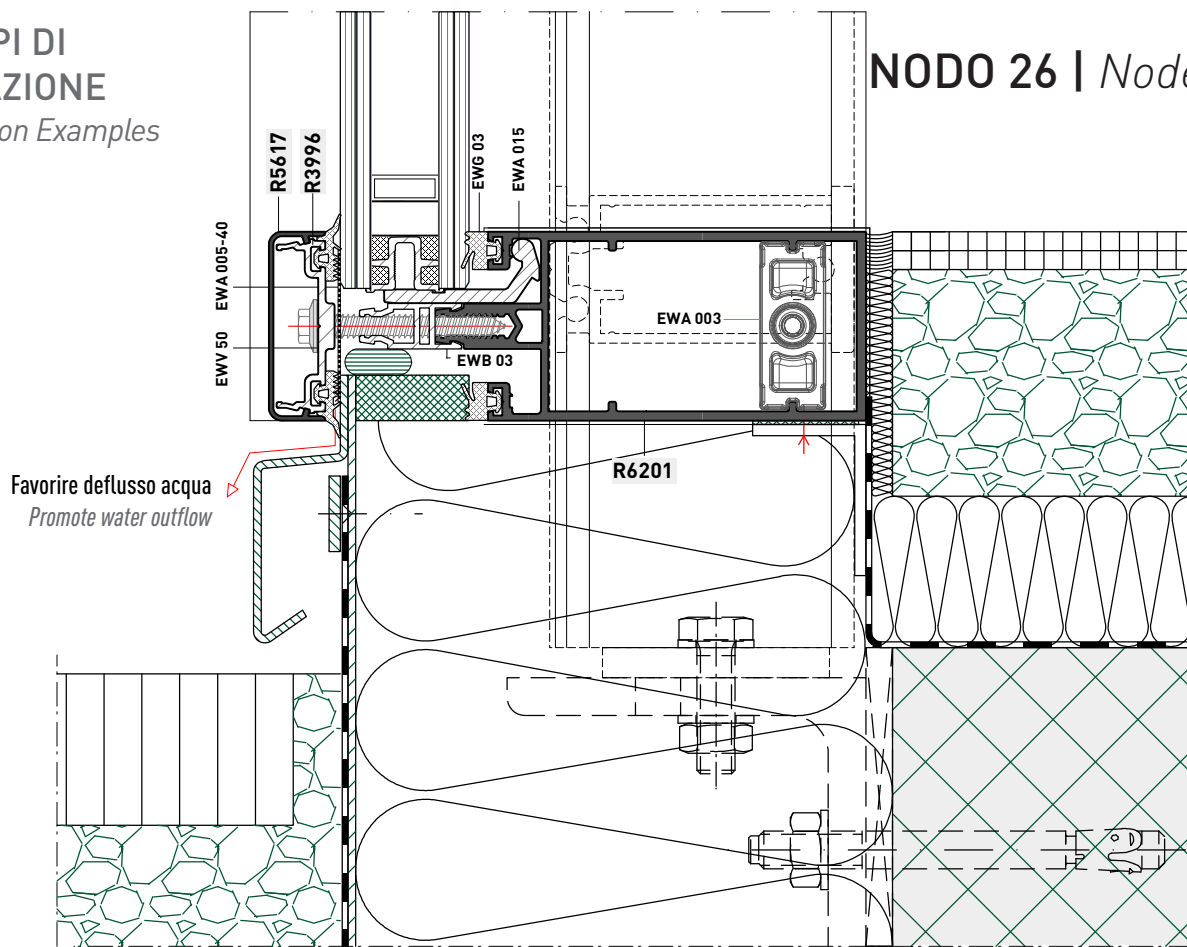 PI DI
AZIONE
on Examples
NODO 26 | Node
R5617
R3996
EWG 03
EWA 015
EWA 005-40
EWV 50
EWA 003
EWB 03
R6201
Favorire deflusso acqua
Promote water outflow